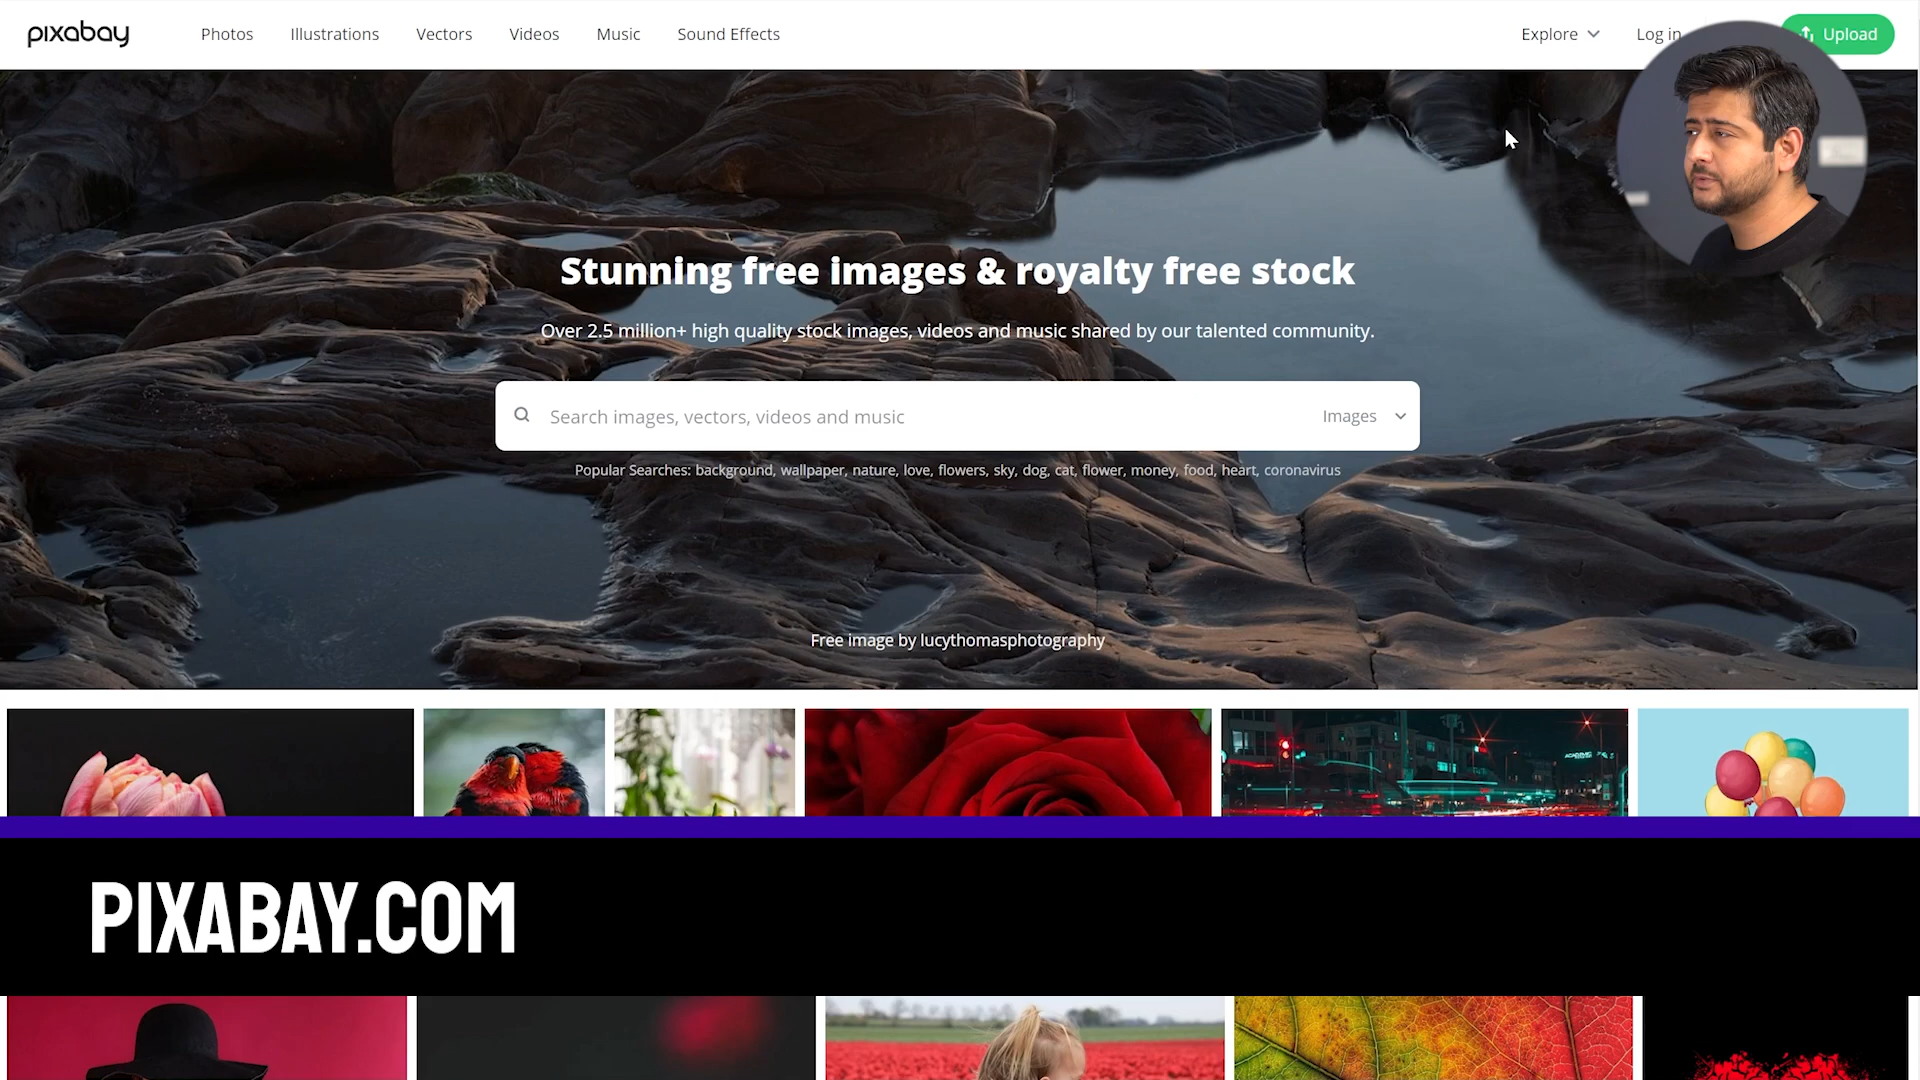 pixabay
Photos Illustrations Vectors Videos Music Sound Effects
Explore Log in Upload
Stunning free images & royalty free stock
Over 2.5 million+ high quality stock images, videos and music shared by our talented community.
Search images, vectors, videos and music Images
Popular Searches: background, wallpaper, nature, love, flowers, sky, dog, cat, flower, money, food, heart, coronavirus
Free image by lucythomasphotography
PIXABAY.COM